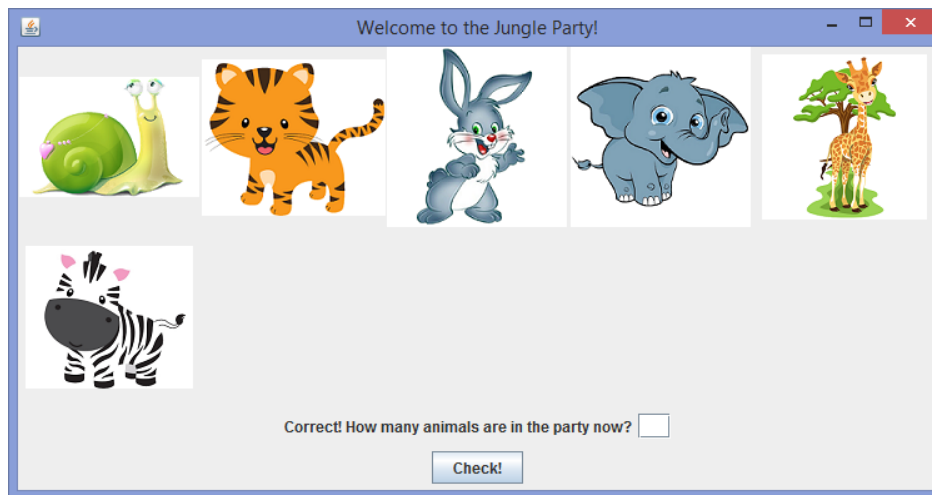 Welcome to the Jungle Party!
Correct! How many animals are in the party now?
Check!